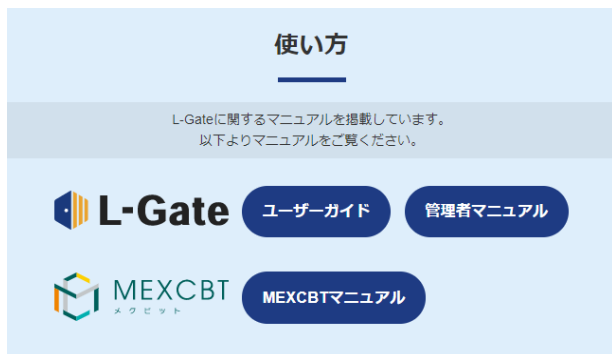 使い方
L-Gateに関するマニュアルを掲載しています。
以下よりマニュアルをご覧ください。
L-Gate ユーザーガイド 管理者マニュアル
MEXCBT MEXCBTマニュアル
メクビット